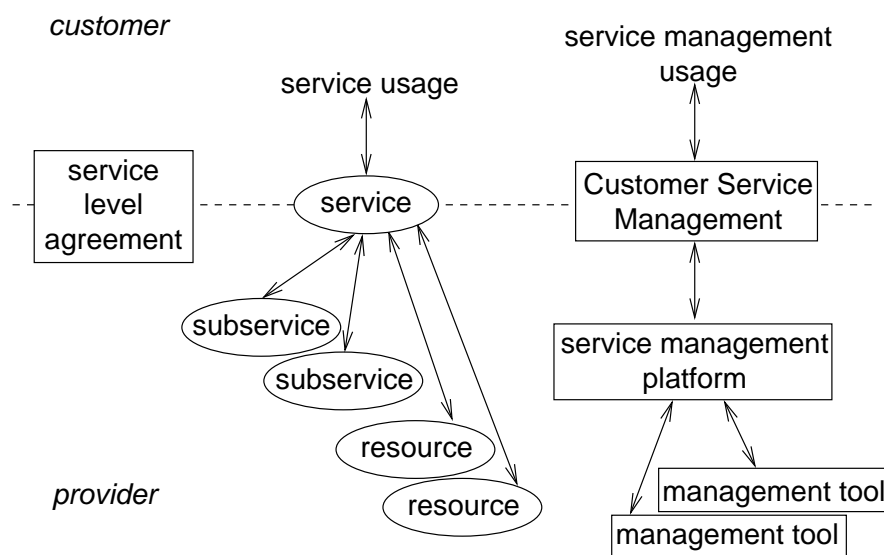 customer
service usage
service management
usage
service
level
agreement
service
Customer Service
Management
subservice
subservice
service management
platform
resource
resource
provider
management tool
management tool